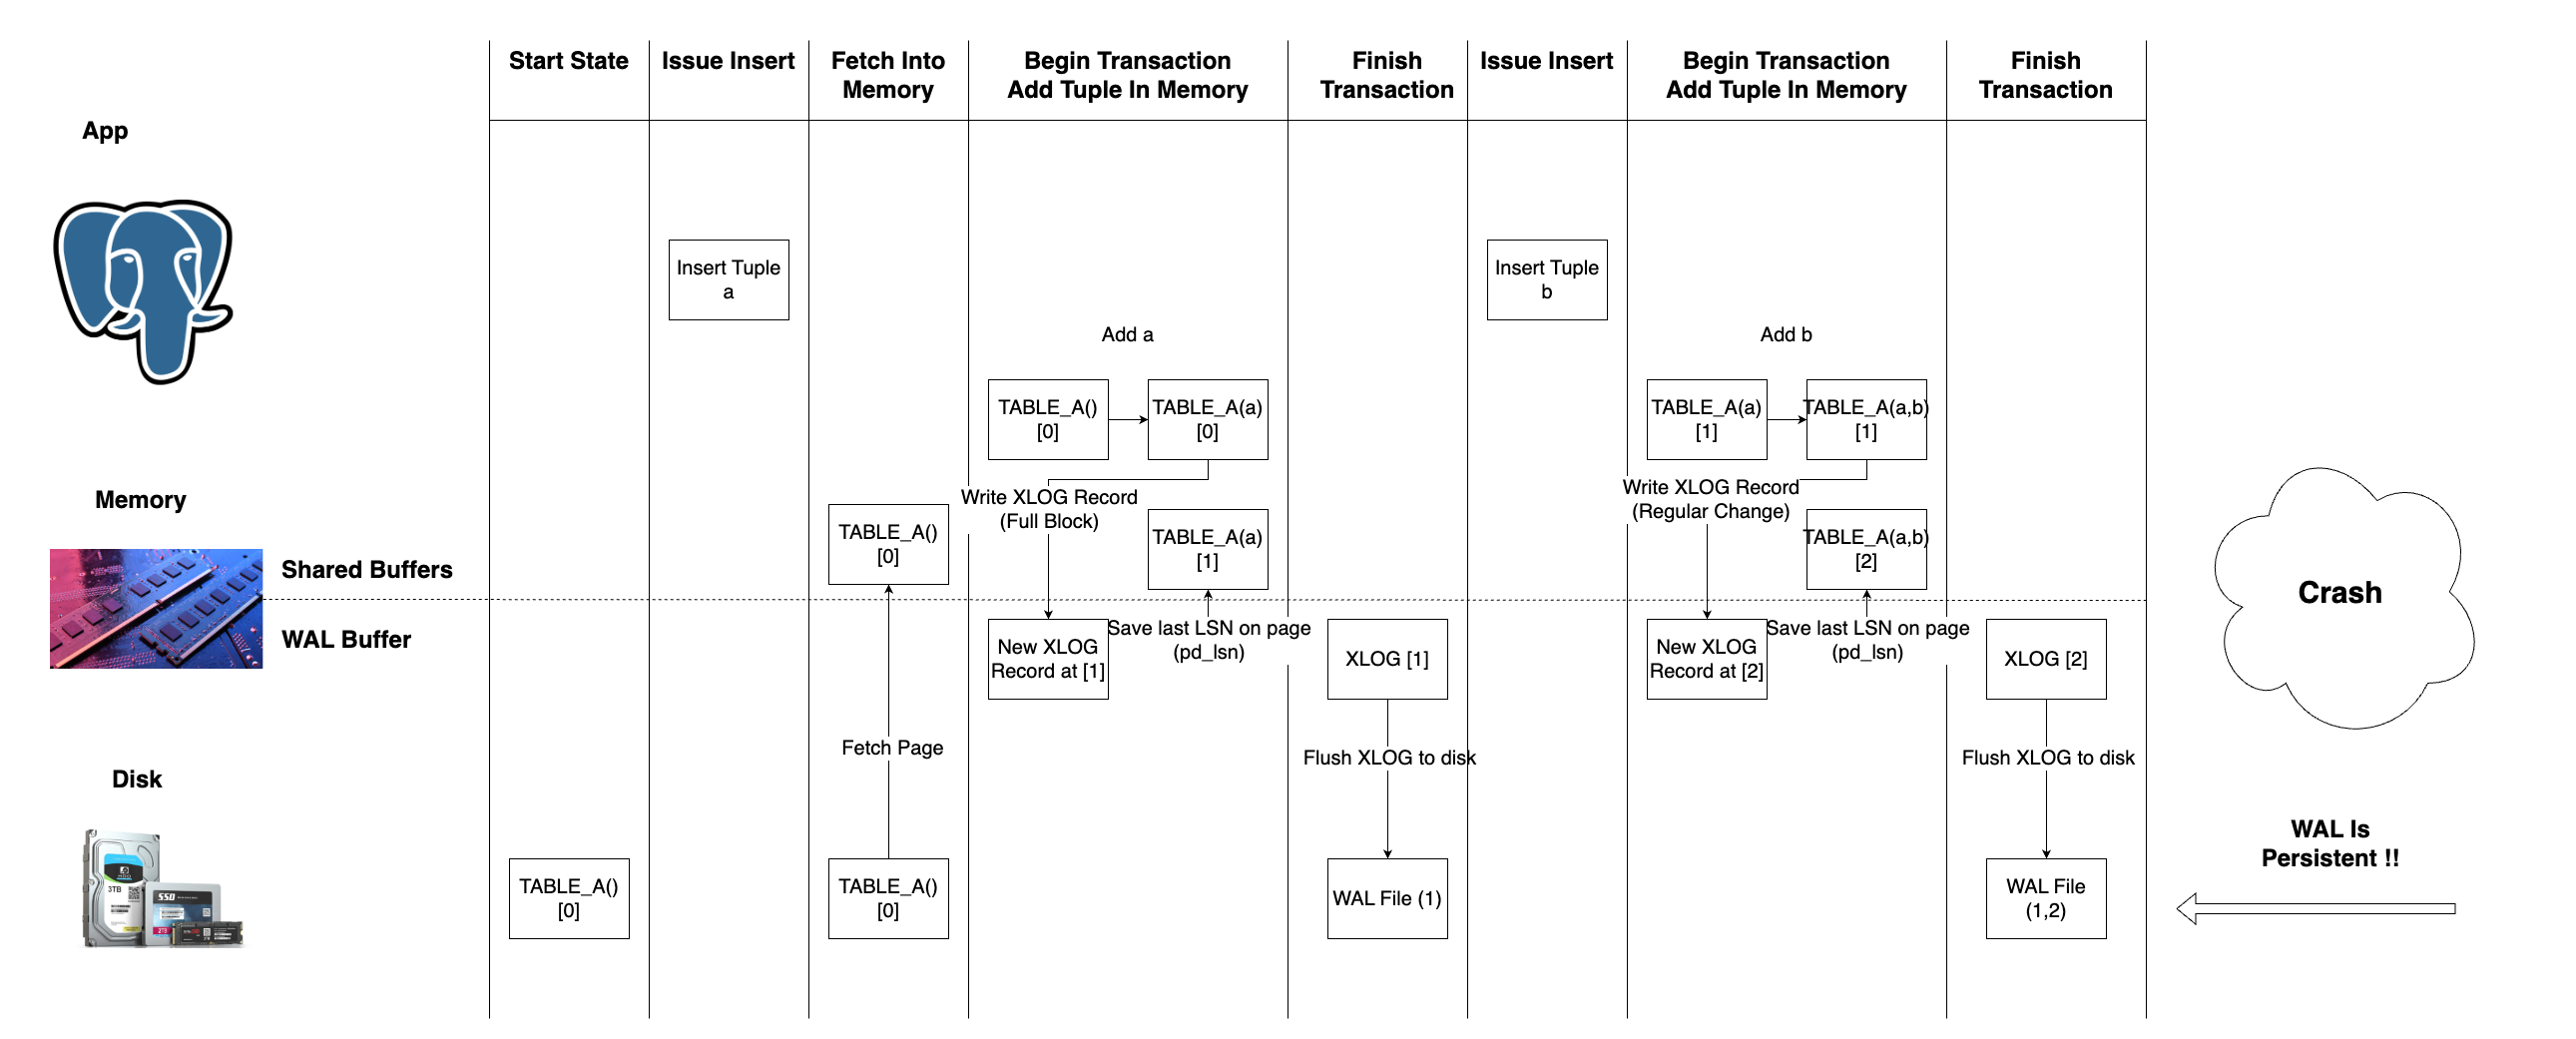 Start State
Issue Insert
Fetch Into
Memory
Begin Transaction
Add Tuple In Memory
Finish
Transaction
Issue Insert
Begin Transaction
Add Tuple In Memory
Finish
Transaction
App
Insert Tuple
a
Insert Tuple
b
Add a
Add b
TABLE_A()
[0]
TABLE_A(a)
[0]
TABLE_A(a)
[1]
TABLE_A(a,b)
[1]
Memory
Write XLOG Record
(Full Block)
Write XLOG Record
(Regular Change)
TABLE_A()
[0]
TABLE_A(a)
[1]
TABLE_A(a,b)
[2]
Shared Buffers
Crash
WAL Buffer
New XLOG
Record at [1]
Save last LSN on page
(pd_lsn)
XLOG [1]
New XLOG
Record at [2]
Save last LSN on page
(pd_lsn)
XLOG [2]
Fetch Page
Flush XLOG to disk
Flush XLOG to disk
Disk
WAL Is
Persistent !!
3TB
SSD
2TB
TABLE_A()
[0]
TABLE_A()
[0]
WAL File (1)
WAL File
(1,2)